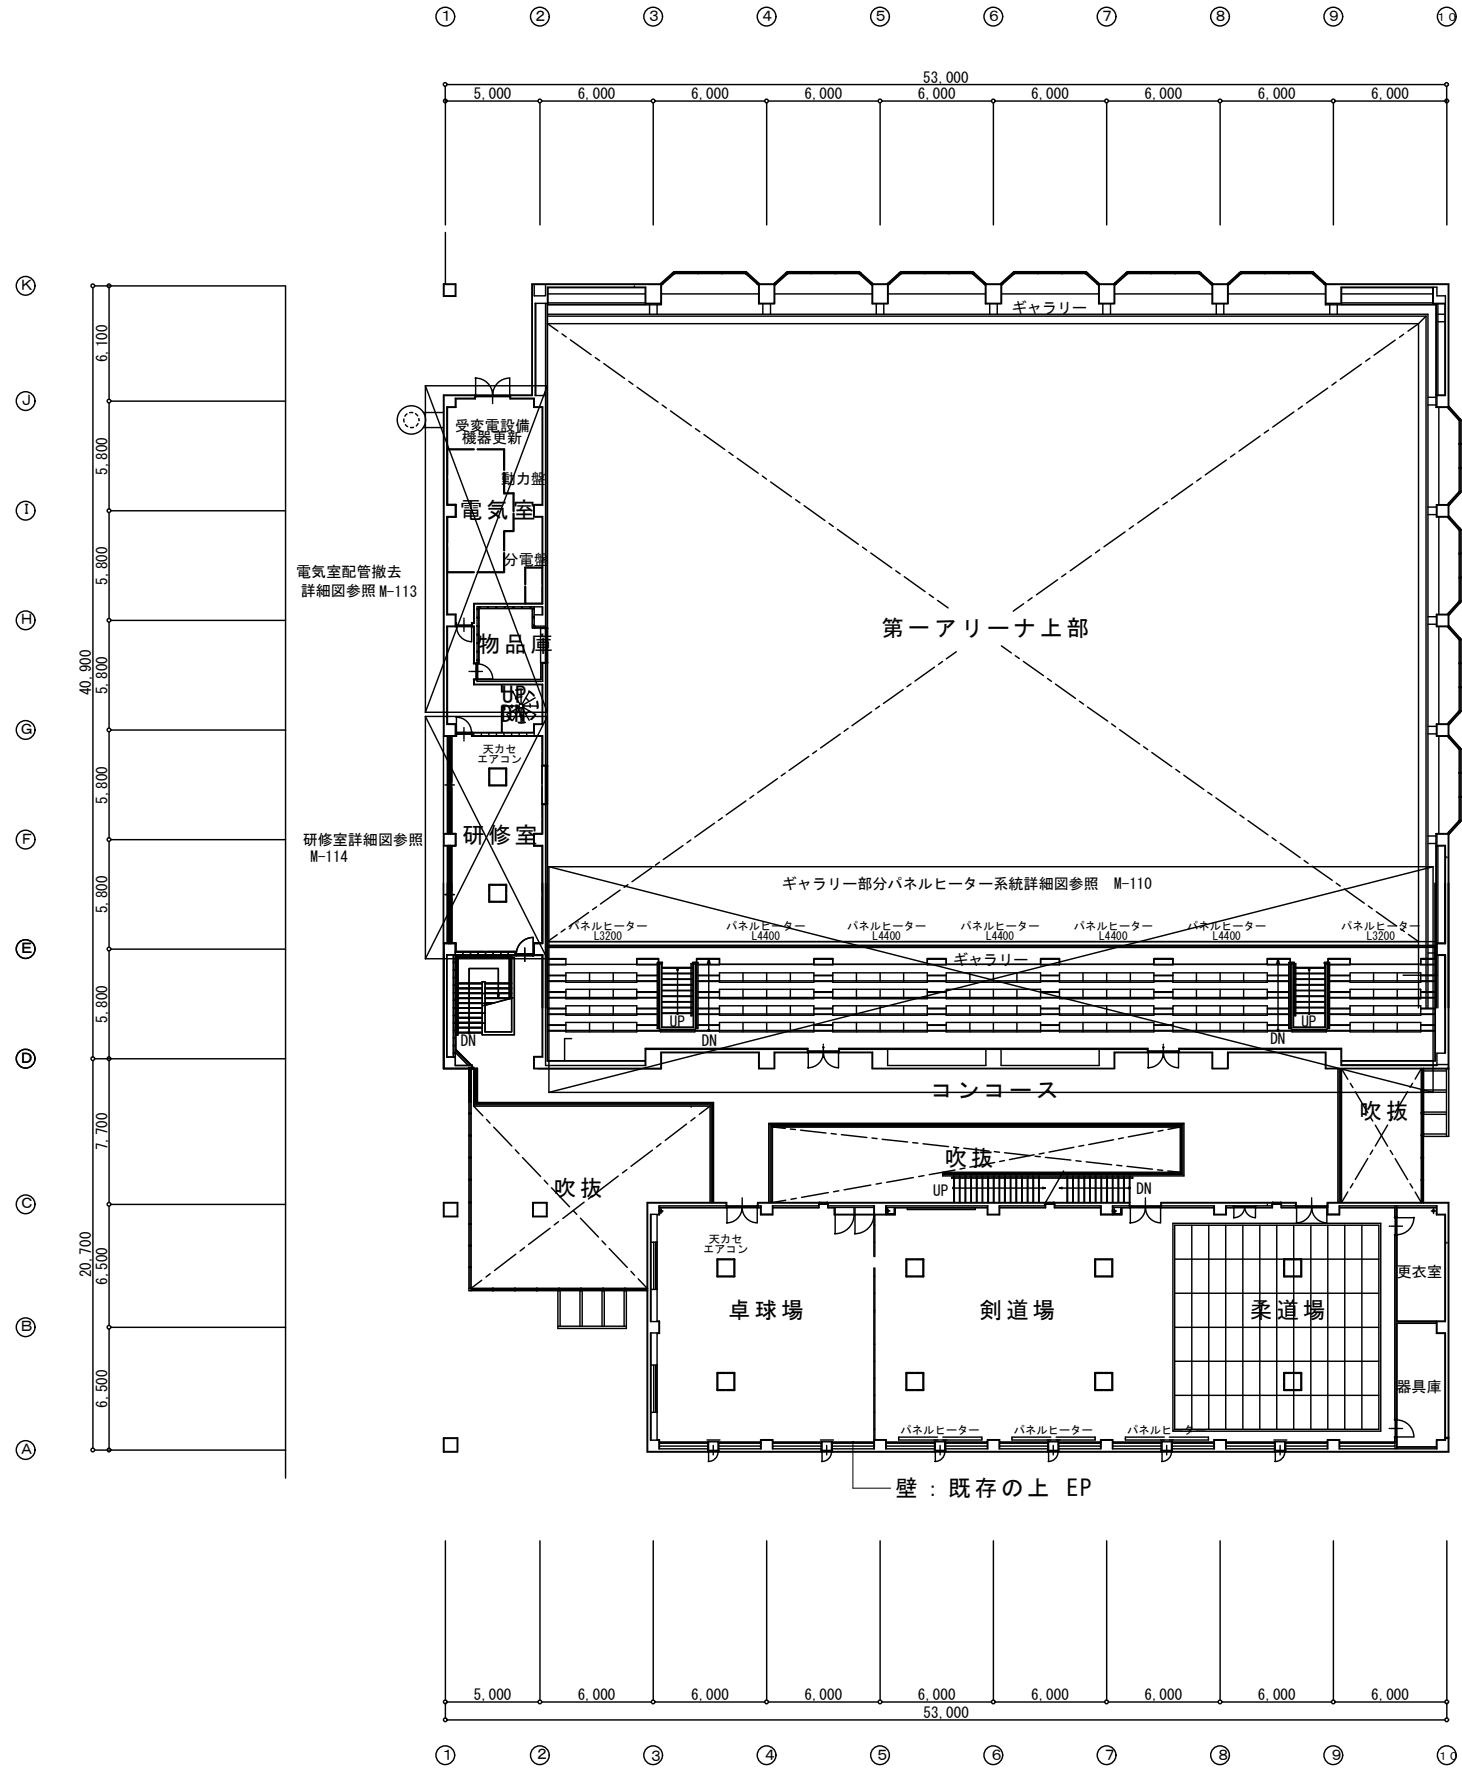 ① ② ③ ④ ⑤ ⑥ ⑦ ⑧ ⑨ ⑩
53,000
5,000 6,000 6,000 6,000 6,000 6,000 6,000 6,000 6,000
Ⓚ
ギャラリー
6,100
Ⓙ
受変電設備
機器更新
5,800
動力盤
Ⓘ
電気室
分電盤
5,800
電気室配管撤去
詳細図参照 M-113
Ⓗ
第一アリーナ上部
物品庫
40,900
5,800
UP
DN
Ⓖ
天カセ
エアコン
5,800
Ⓕ
研修室
研修室詳細図参照
M-114
5,800
ギャラリー部分パネルヒーター系統詳細図参照 M-110
パネルヒーター パネルヒーター パネルヒーター パネルヒーター パネルヒーター パネルヒーター パネルヒーター
L3200 L4400 L4400 L4400 L4400 L4400 L3200
Ⓔ
ギャラリー
5,800
UP UP
DN DN DN
Ⓓ
コンコース
吹抜
7,700
吹抜
吹抜
UP DN
Ⓒ
天カセ
エアコン
20,700
6,500
更衣室
卓球場 剣道場 柔道場
Ⓑ
6,500
器具庫
パネルヒーター パネルヒーター パネルヒーター
Ⓐ
壁：既存の上 EP
5,000 6,000 6,000 6,000 6,000 6,000 6,000 6,000 6,000
53,000
① ② ③ ④ ⑤ ⑥ ⑦ ⑧ ⑨ ⑩